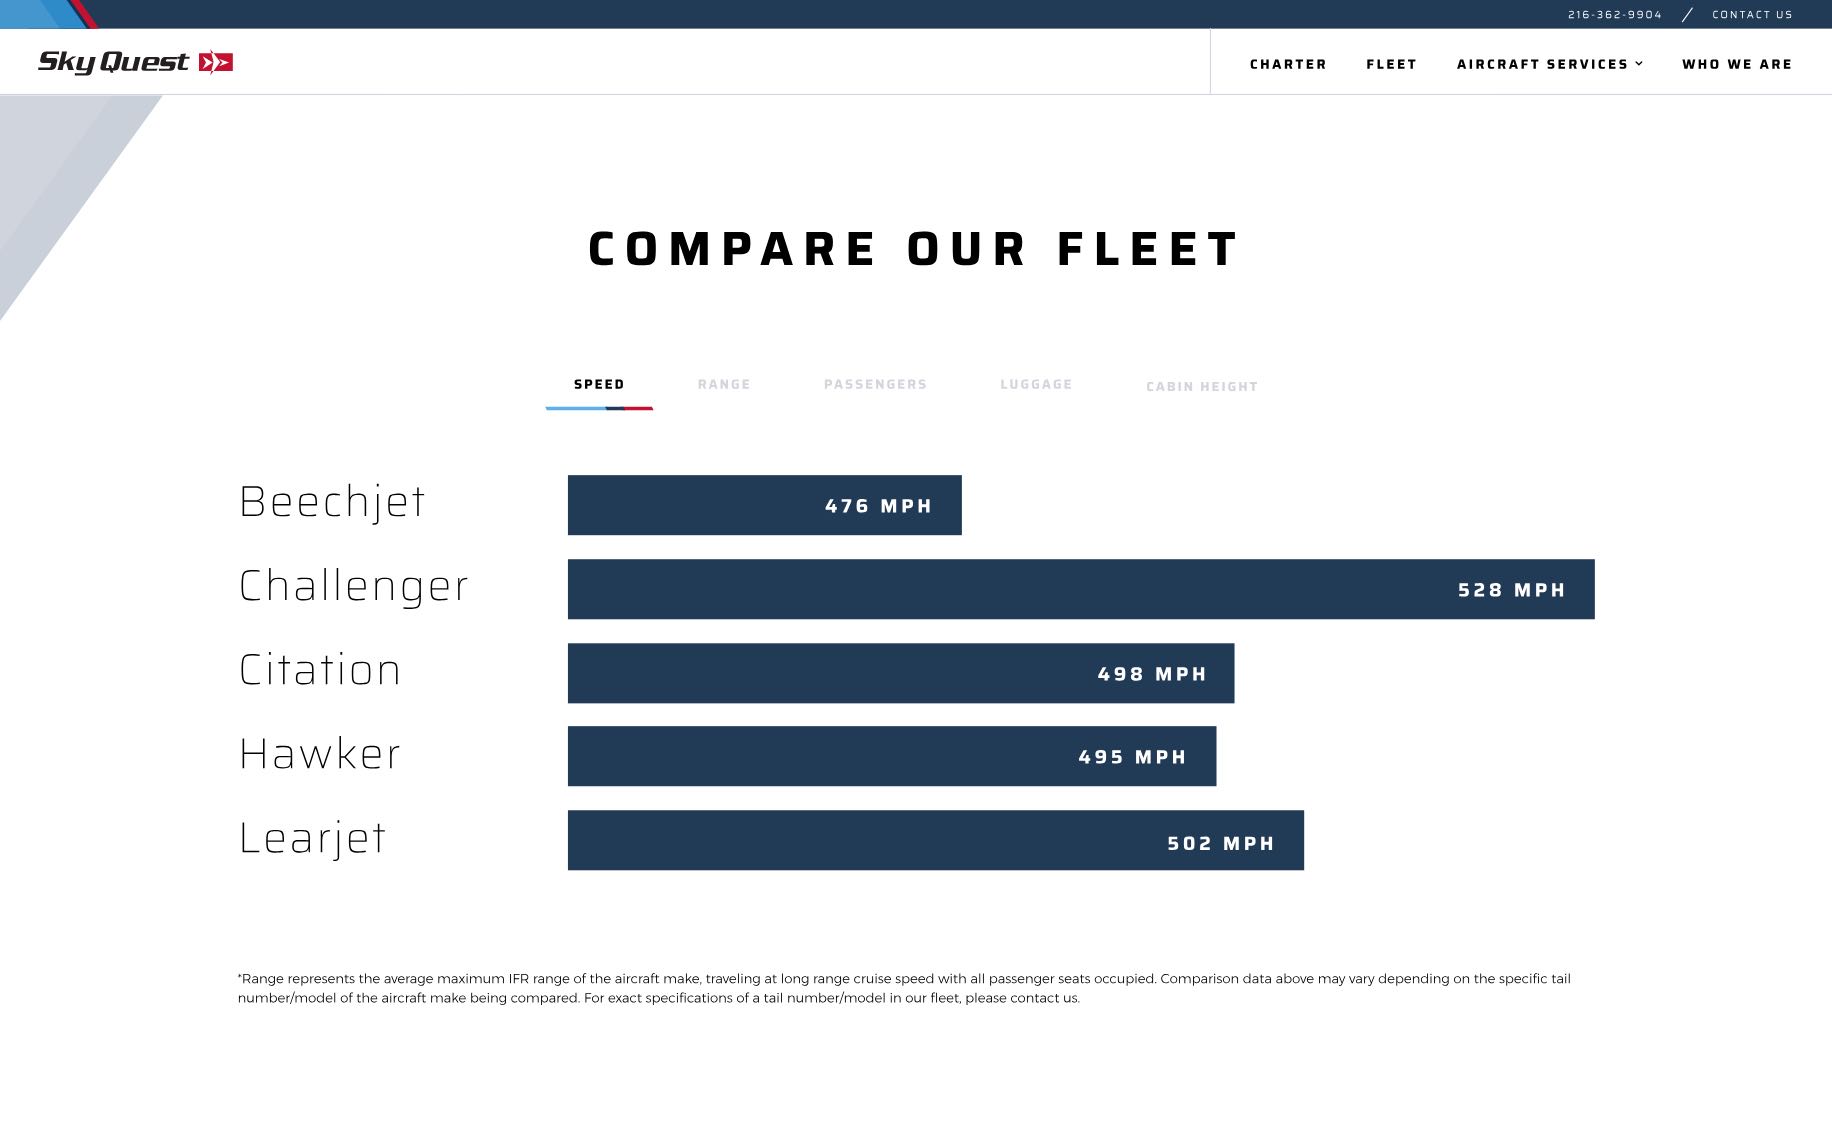 216-362-9904 / CONTACT US
Sky Quest
CHARTER FLEET AIRCRAFT SERVICES WHO WE ARE
COMPARE OUR FLEET
SPEED RANGE PASSENGERS LUGGAGE CABIN HEIGHT
Beechjet 476 MPH
Challenger 528 MPH
Citation 498 MPH
Hawker 495 MPH
Learjet 502 MPH
*Range represents the average maximum IFR range of the aircraft make, traveling at long range cruise speed with all passenger seats occupied. Comparison data above may vary depending on the specific tail
number/model of the aircraft make being compared. For exact specifications of a tail number/model in our fleet, please contact us.